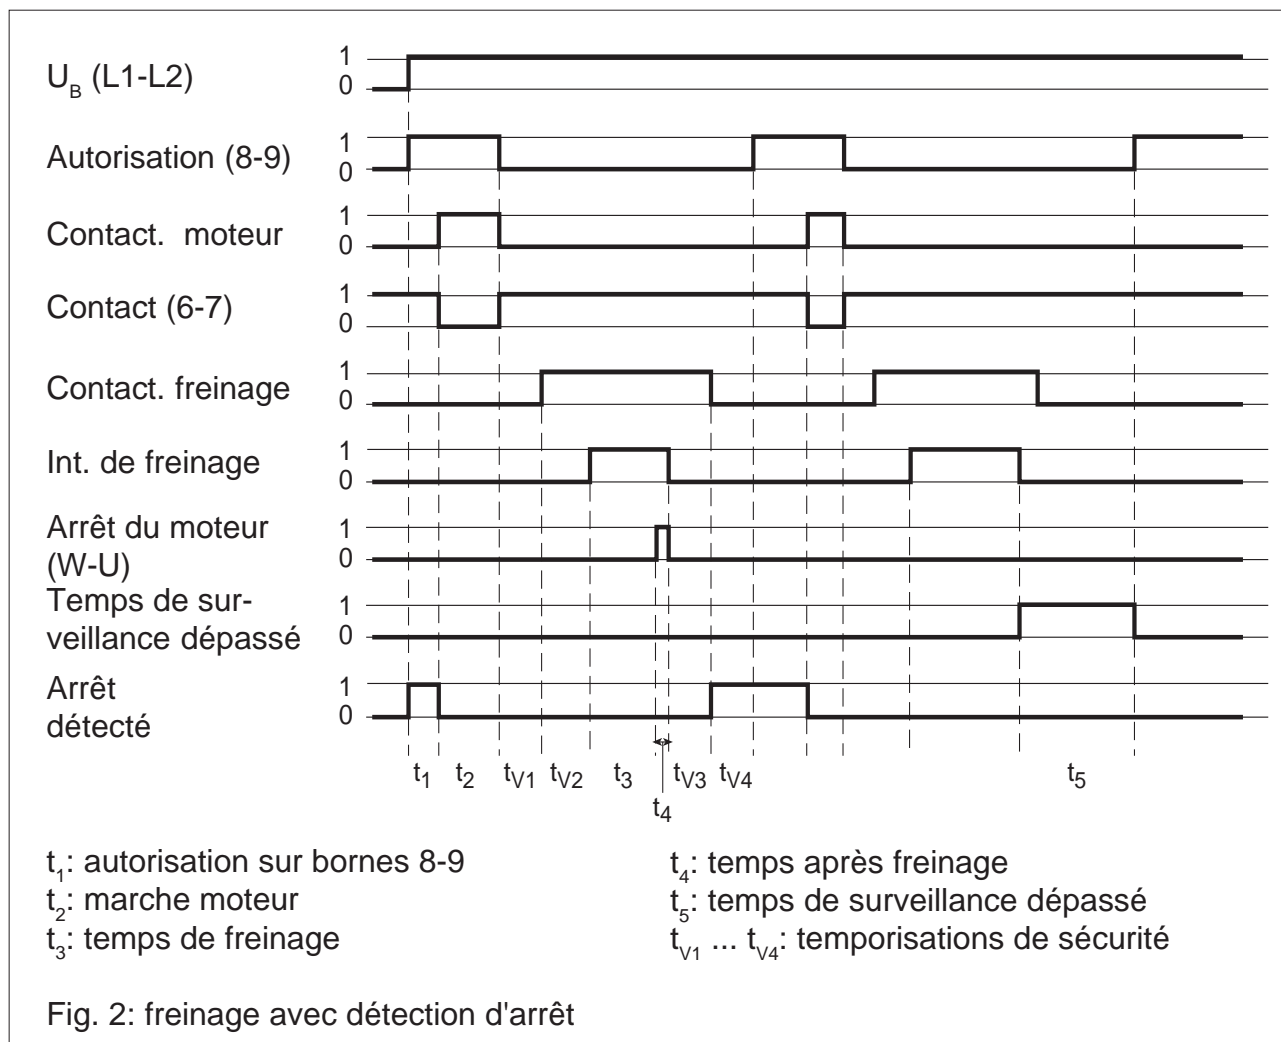 U_B (L1-L2)
1
0
Autorisation (8-9)
1
0
Contact. moteur
1
0
Contact (6-7)
1
0
Contact. freinage
1
0
Int. de freinage
1
0
Arrêt du moteur
(W-U)
1
0
Temps de sur-
veillance dépassé
1
0
Arrêt
détecté
1
0
t1 t2 tV1 tV2 t3 tV3 tV4 t5
t4
t1: autorisation sur bornes 8-9
t2: marche moteur
t3: temps de freinage
t4: temps après freinage
t5: temps de surveillance dépassé
tV1 ... tV4: temporisations de sécurité
Fig. 2: freinage avec détection d'arrêt